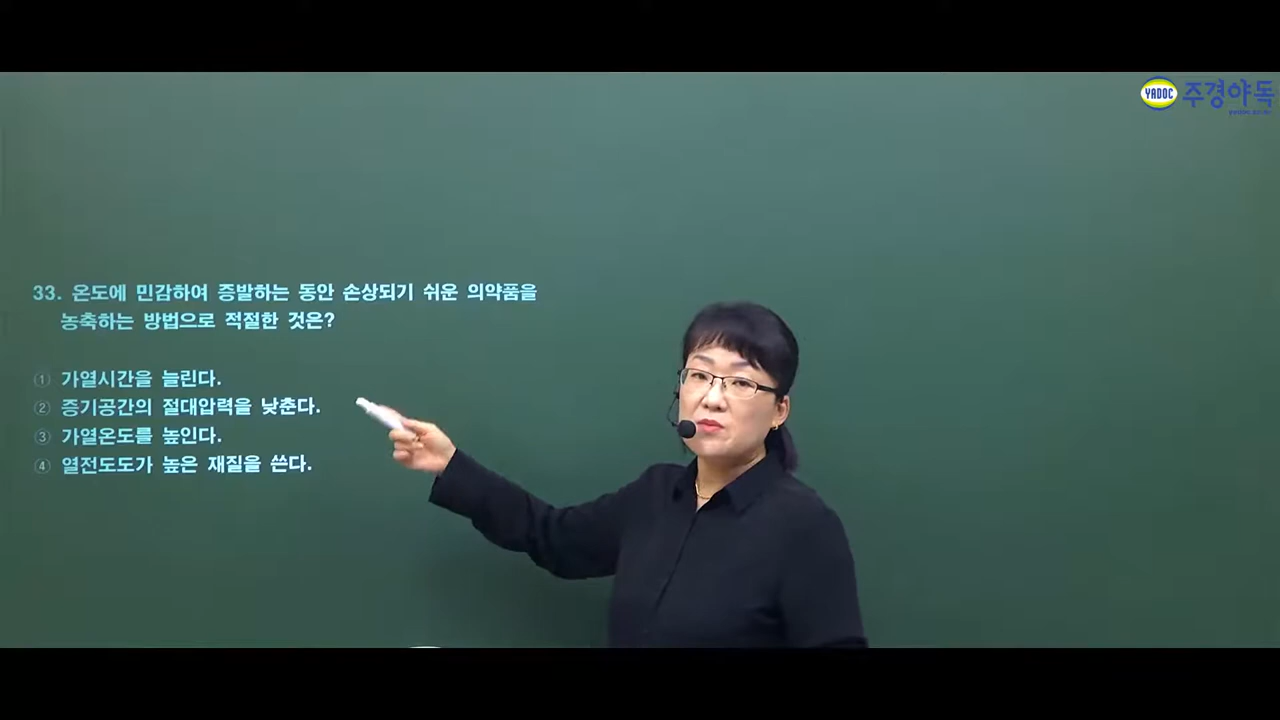 YADOC 주경야독
33. 온도에 민감하여 증발하는 동안 손상되기 쉬운 의약품을
농축하는 방법으로 적절한 것은?
① 가열시간을 늘린다.
② 증기공간의 절대압력을 낮춘다.
③ 가열온도를 높인다.
④ 열전도도가 높은 재질을 쓴다.